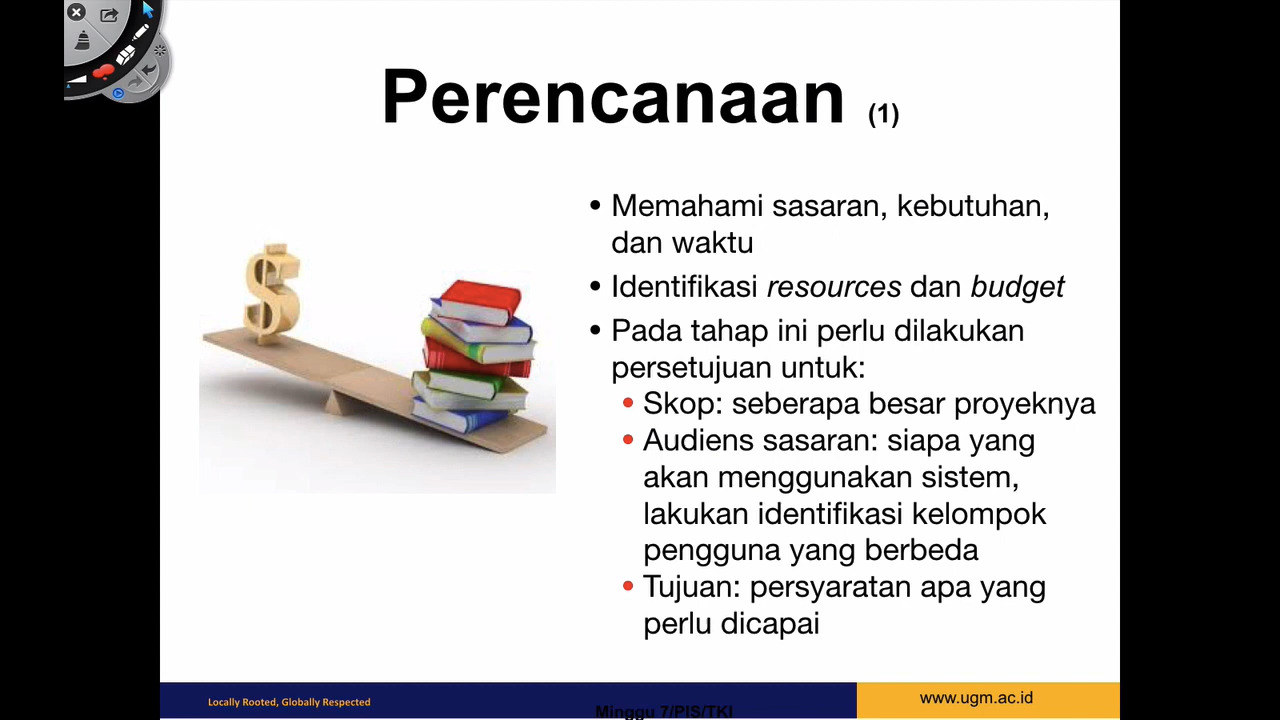 Perencanaan (1)
• Memahami sasaran, kebutuhan,
dan waktu
• Identifikasi resources dan budget
• Pada tahap ini perlu dilakukan
persetujuan untuk:
• Skop: seberapa besar proyeknya
• Audiens sasaran: siapa yang
akan menggunakan sistem,
lakukan identifikasi kelompok
pengguna yang berbeda
• Tujuan: persyaratan apa yang
perlu dicapai
Locally Rooted, Globally Respected
Minggu 7/PIS/TKI
www.ugm.ac.id